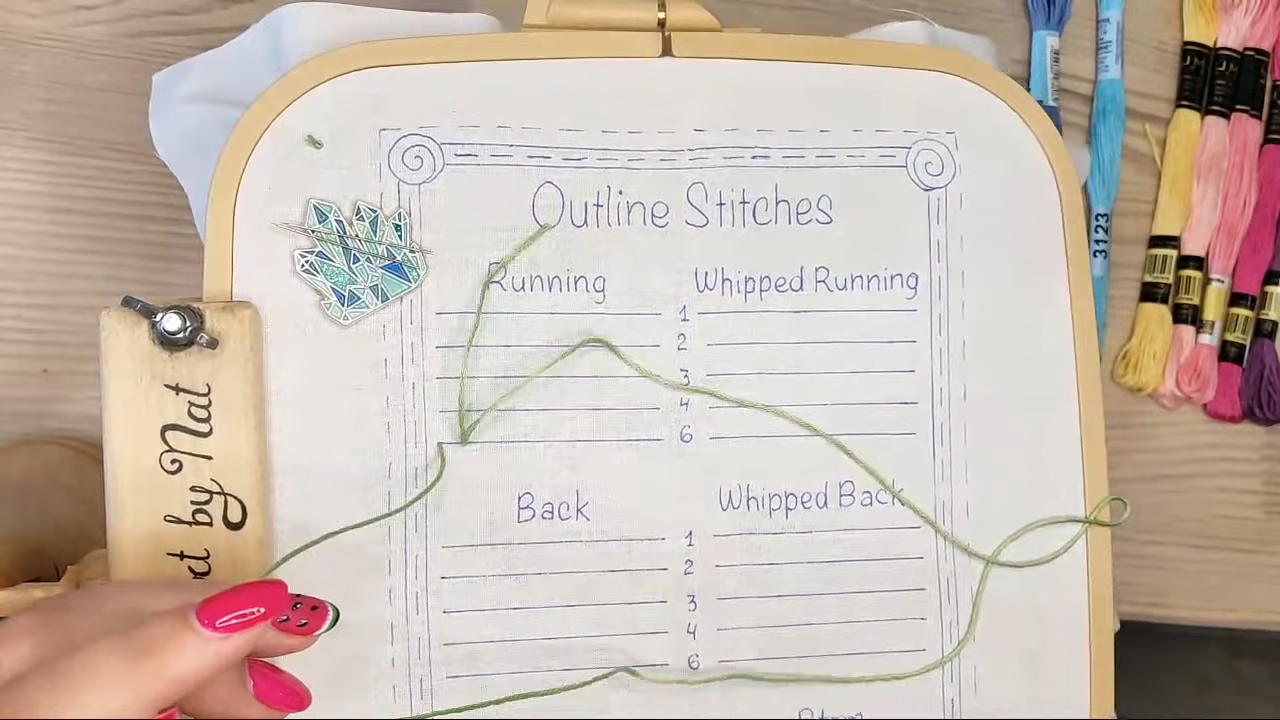 Outline Stitches
Running
Whipped Running
1
2
3
4
6
Back
Whipped Back
1
2
3
4
6
by Nat
3123